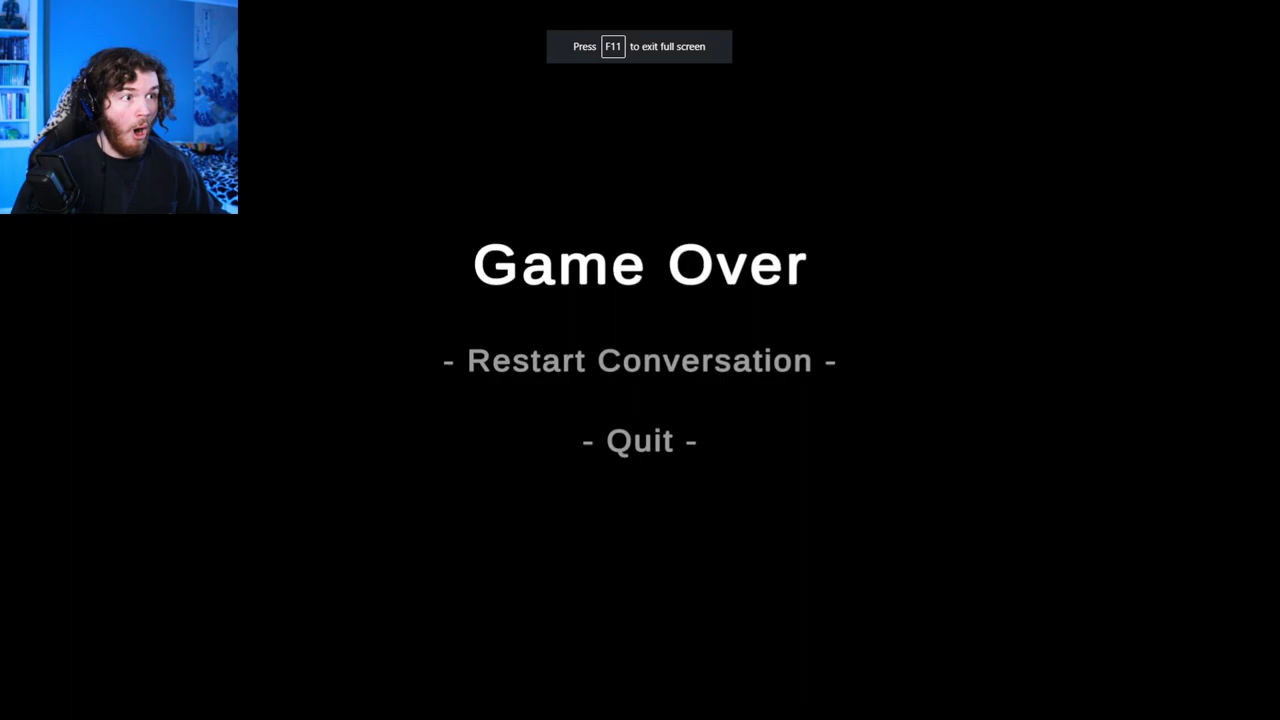 Press F11 to exit full screen
Game Over
- Restart Conversation -
- Quit -